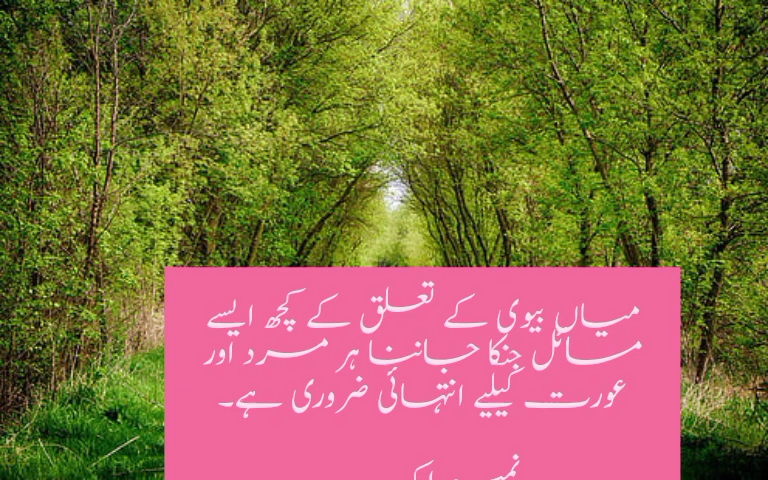 میاں بیوی کے تعلق کے کچھ ایسے
مسائل جنکا جاننا ہر مرد اور
عورت کیلیے انتہائی ضروری ہے۔